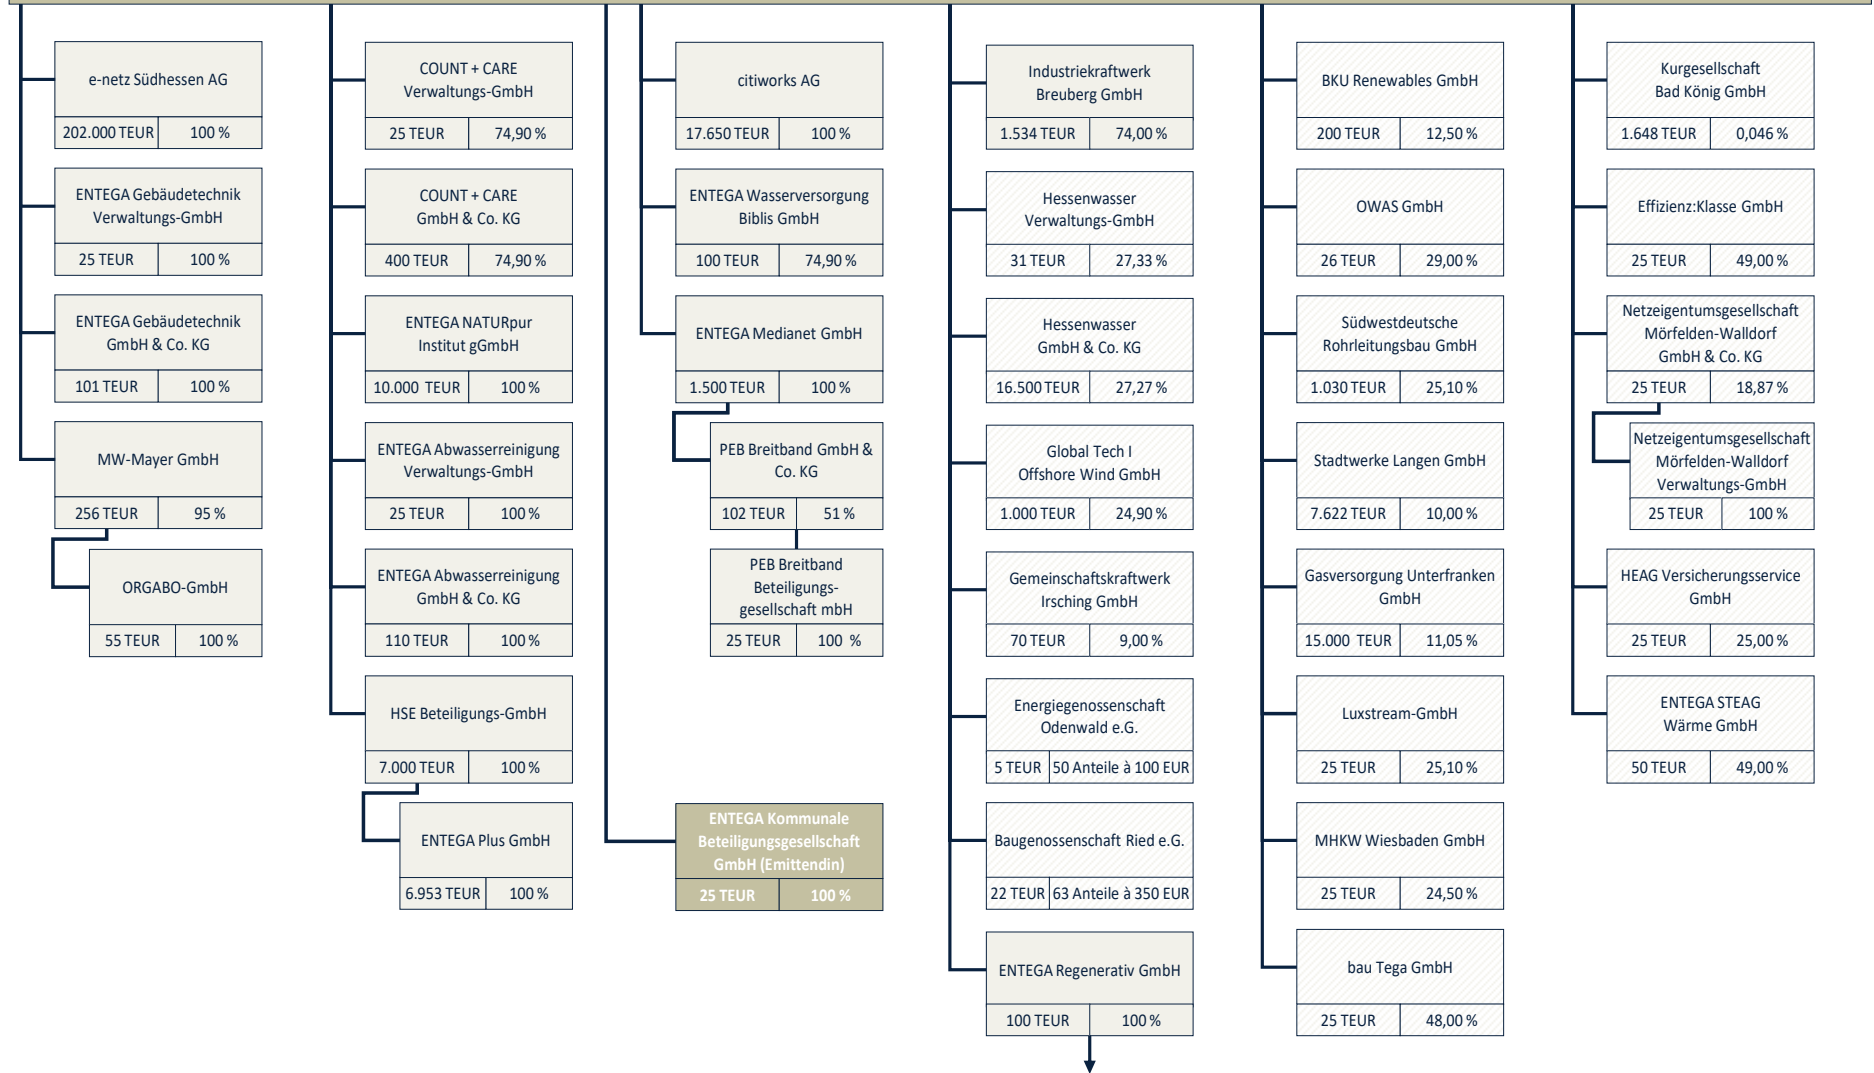 e-netz Südhessen AG
202.000 TEUR 100 %
ENTEGA Gebäudetechnik
Verwaltungs-GmbH
25 TEUR 100 %
ENTEGA Gebäudetechnik
GmbH & Co. KG
101 TEUR 100 %
MW-Mayer GmbH
256 TEUR 95 %
ORGABO-GmbH
55 TEUR 100 %
COUNT + CARE
Verwaltungs-GmbH
25 TEUR 74,90 %
COUNT + CARE
GmbH & Co. KG
400 TEUR 74,90 %
ENTEGA NATURpur
Institut gGmbH
10.000 TEUR 100 %
ENTEGA Abwasserreinigung
Verwaltungs-GmbH
25 TEUR 100 %
ENTEGA Abwasserreinigung
GmbH & Co. KG
110 TEUR 100 %
HSE Beteiligungs-GmbH
7.000 TEUR 100 %
ENTEGA Plus GmbH
6.953 TEUR 100 %
citiworks AG
17.650 TEUR 100 %
ENTEGA Wasserversorgung
Biblis GmbH
100 TEUR 74,90 %
ENTEGA Medianet GmbH
1.500 TEUR 100 %
PEB Breitband GmbH &
Co. KG
102 TEUR 51 %
PEB Breitband
Beteiligungs-
gesellschaft mbH
25 TEUR 100 %
ENTEGA Kommunale
Beteiligungsgesellschaft
GmbH (Emittendin)
25 TEUR 100 %
Industriekraftwerk
Breuberg GmbH
1.534 TEUR 74,00 %
Hessenwasser
Verwaltungs-GmbH
31 TEUR 27,33 %
Hessenwasser
GmbH & Co. KG
16.500 TEUR 27,27 %
Global Tech I
Offshore Wind GmbH
1.000 TEUR 24,90 %
Gemeinschaftskraftwerk
Irsching GmbH
70 TEUR 9,00 %
Energiegenossenschaft
Odenwald e.G.
5 TEUR 50 Anteile à 100 EUR
Baugenossenschaft Ried e.G.
22 TEUR 63 Anteile à 350 EUR
ENTEGA Regenerativ GmbH
100 TEUR 100 %
BKU Renewables GmbH
200 TEUR 12,50 %
OWAS GmbH
26 TEUR 29,00 %
Südwestdeutsche
Rohrleitungsbau GmbH
1.030 TEUR 25,10 %
Stadtwerke Langen GmbH
7.622 TEUR 10,00 %
Gasversorgung Unterfranken
GmbH
15.000 TEUR 11,05 %
Luxstream-GmbH
25 TEUR 25,10 %
MHKW Wiesbaden GmbH
25 TEUR 24,50 %
bau Tega GmbH
25 TEUR 48,00 %
Kurgesellschaft
Bad König GmbH
1.648 TEUR 0,046 %
Effizienz:Klasse GmbH
25 TEUR 49,00 %
Netzeigentumsgesellschaft
Mörfelden-Walldorf
GmbH & Co. KG
25 TEUR 18,87 %
Netzeigentumsgesellschaft
Mörfelden-Walldorf
Verwaltungs-GmbH
25 TEUR 100 %
HEAG Versicherungsservice
GmbH
25 TEUR 25,00 %
ENTEGA STEAG
Wärme GmbH
50 TEUR 49,00 %